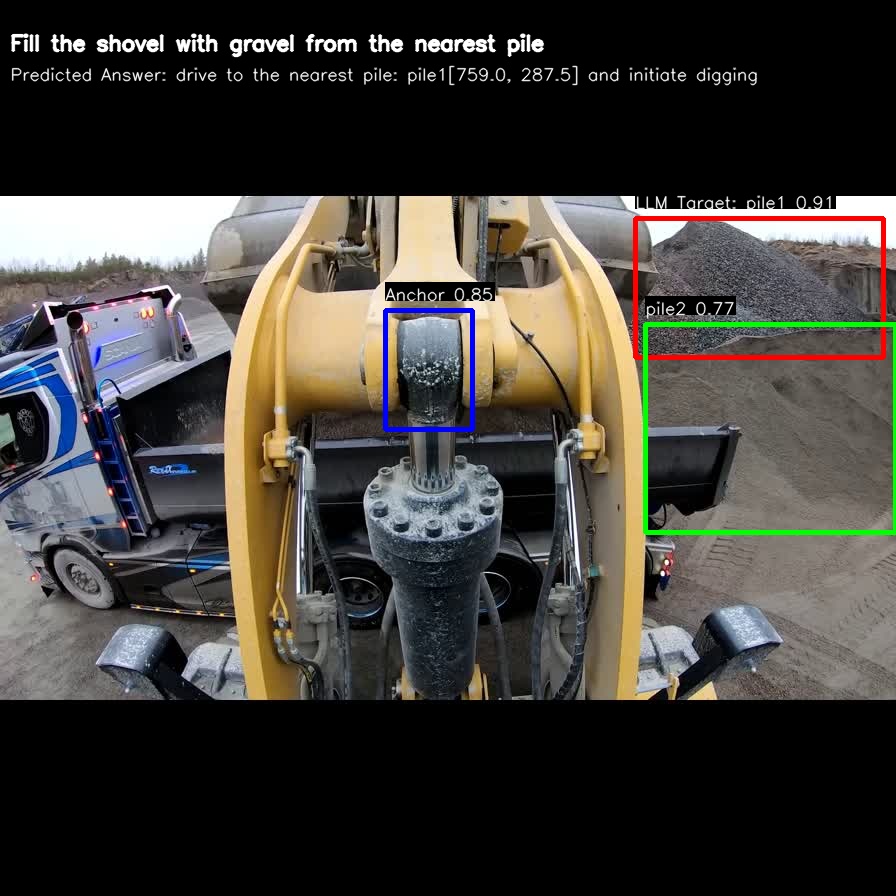 Fill the shovel with gravel from the nearest pile
Predicted Answer: drive to the nearest pile: pile1[759.0, 287.5] and initiate digging
LLM Target: pile1 0.91
Anchor 0.85
pile2 0.77